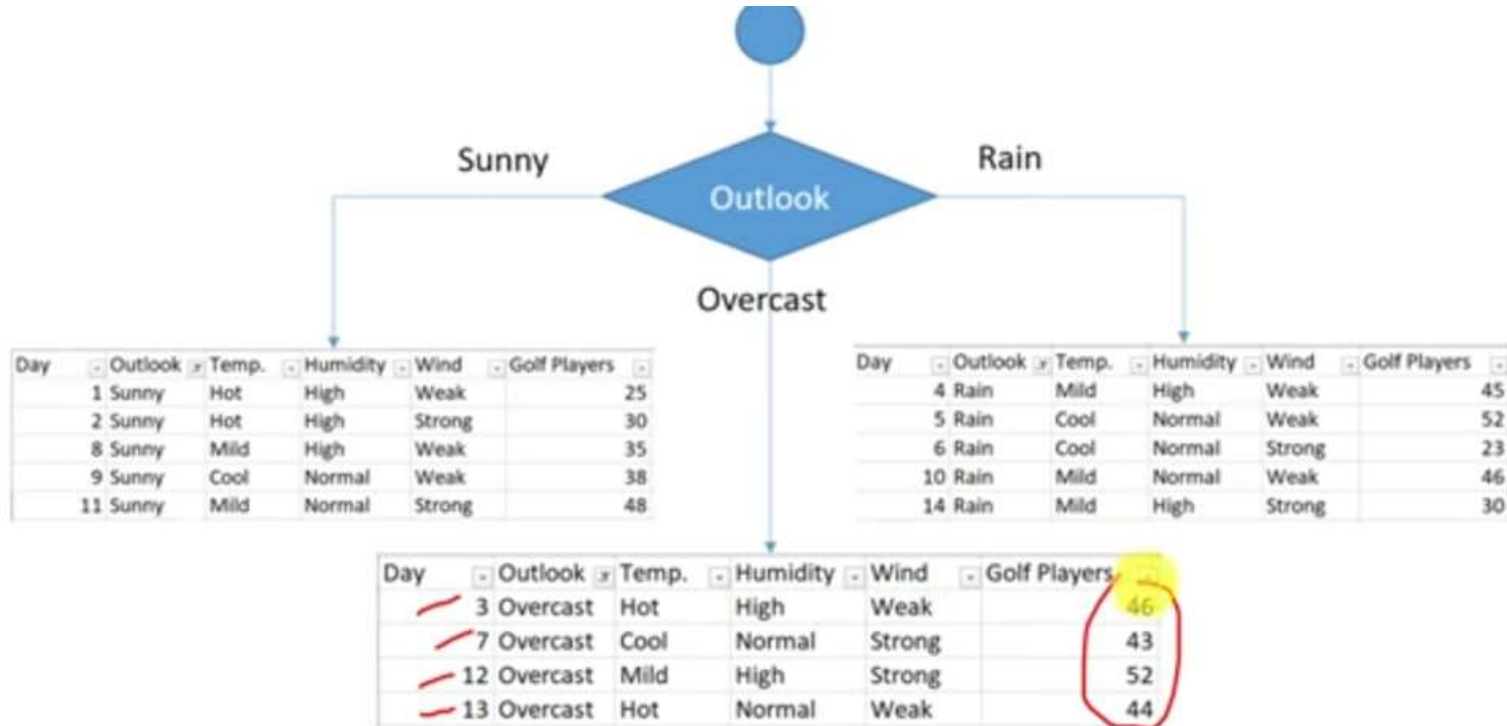 Sunny
Rain
Outlook
Overcast
Day Outlook Temp. Humidity Wind Golf Players
1 Sunny Hot High Weak 25
2 Sunny Hot High Strong 30
8 Sunny Mild High Weak 35
9 Sunny Cool Normal Weak 38
11 Sunny Mild Normal Strong 48
Day Outlook Temp. Humidity Wind Golf Players
4 Rain Mild High Weak 45
5 Rain Cool Normal Weak 52
6 Rain Cool Normal Strong 23
10 Rain Mild Normal Weak 46
14 Rain Mild High Strong 30
Day Outlook Temp. Humidity Wind Golf Players
3 Overcast Hot High Weak 46
7 Overcast Cool Normal Strong 43
12 Overcast Mild High Strong 52
13 Overcast Hot Normal Weak 44